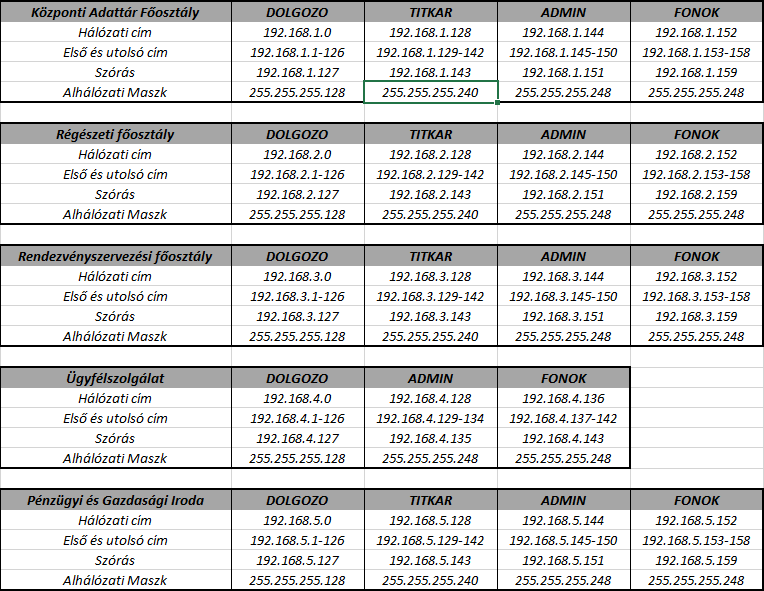 Központi Adattár Főosztály DOLGOZO TITKAR ADMIN FONOK
Hálózati cím 192.168.1.0 192.168.1.128 192.168.1.144 192.168.1.152
Első és utolsó cím 192.168.1.1-126 192.168.1.129-142 192.168.1.145-150 192.168.1.153-158
Szórás 192.168.1.127 192.168.1.143 192.168.1.151 192.168.1.159
Alhálózati Maszk 255.255.255.128 255.255.255.240 255.255.255.248 255.255.255.248
Régészeti főosztály DOLGOZO TITKAR ADMIN FONOK
Hálózati cím 192.168.2.0 192.168.2.128 192.168.2.144 192.168.2.152
Első és utolsó cím 192.168.2.1-126 192.168.2.129-142 192.168.2.145-150 192.168.2.153-158
Szórás 192.168.2.127 192.168.2.143 192.168.2.151 192.168.2.159
Alhálózati Maszk 255.255.255.128 255.255.255.240 255.255.255.248 255.255.255.248
Rendezvényszervezési főosztály DOLGOZO TITKAR ADMIN FONOK
Hálózati cím 192.168.3.0 192.168.3.128 192.168.3.144 192.168.3.152
Első és utolsó cím 192.168.3.1-126 192.168.3.129-142 192.168.3.145-150 192.168.3.153-158
Szórás 192.168.3.127 192.168.3.143 192.168.3.151 192.168.3.159
Alhálózati Maszk 255.255.255.128 255.255.255.240 255.255.255.248 255.255.255.248
Ügyfélszolgálat DOLGOZO ADMIN FONOK
Hálózati cím 192.168.4.0 192.168.4.128 192.168.4.136
Első és utolsó cím 192.168.4.1-126 192.168.4.129-134 192.168.4.137-142
Szórás 192.168.4.127 192.168.4.135 192.168.4.143
Alhálózati Maszk 255.255.255.128 255.255.255.248 255.255.255.248
Pénzügyi és Gazdasági Iroda DOLGOZO TITKAR ADMIN FONOK
Hálózati cím 192.168.5.0 192.168.5.128 192.168.5.144 192.168.5.152
Első és utolsó cím 192.168.5.1-126 192.168.5.129-142 192.168.5.145-150 192.168.5.153-158
Szórás 192.168.5.127 192.168.5.143 192.168.5.151 192.168.5.159
Alhálózati Maszk 255.255.255.128 255.255.255.240 255.255.255.248 255.255.255.248